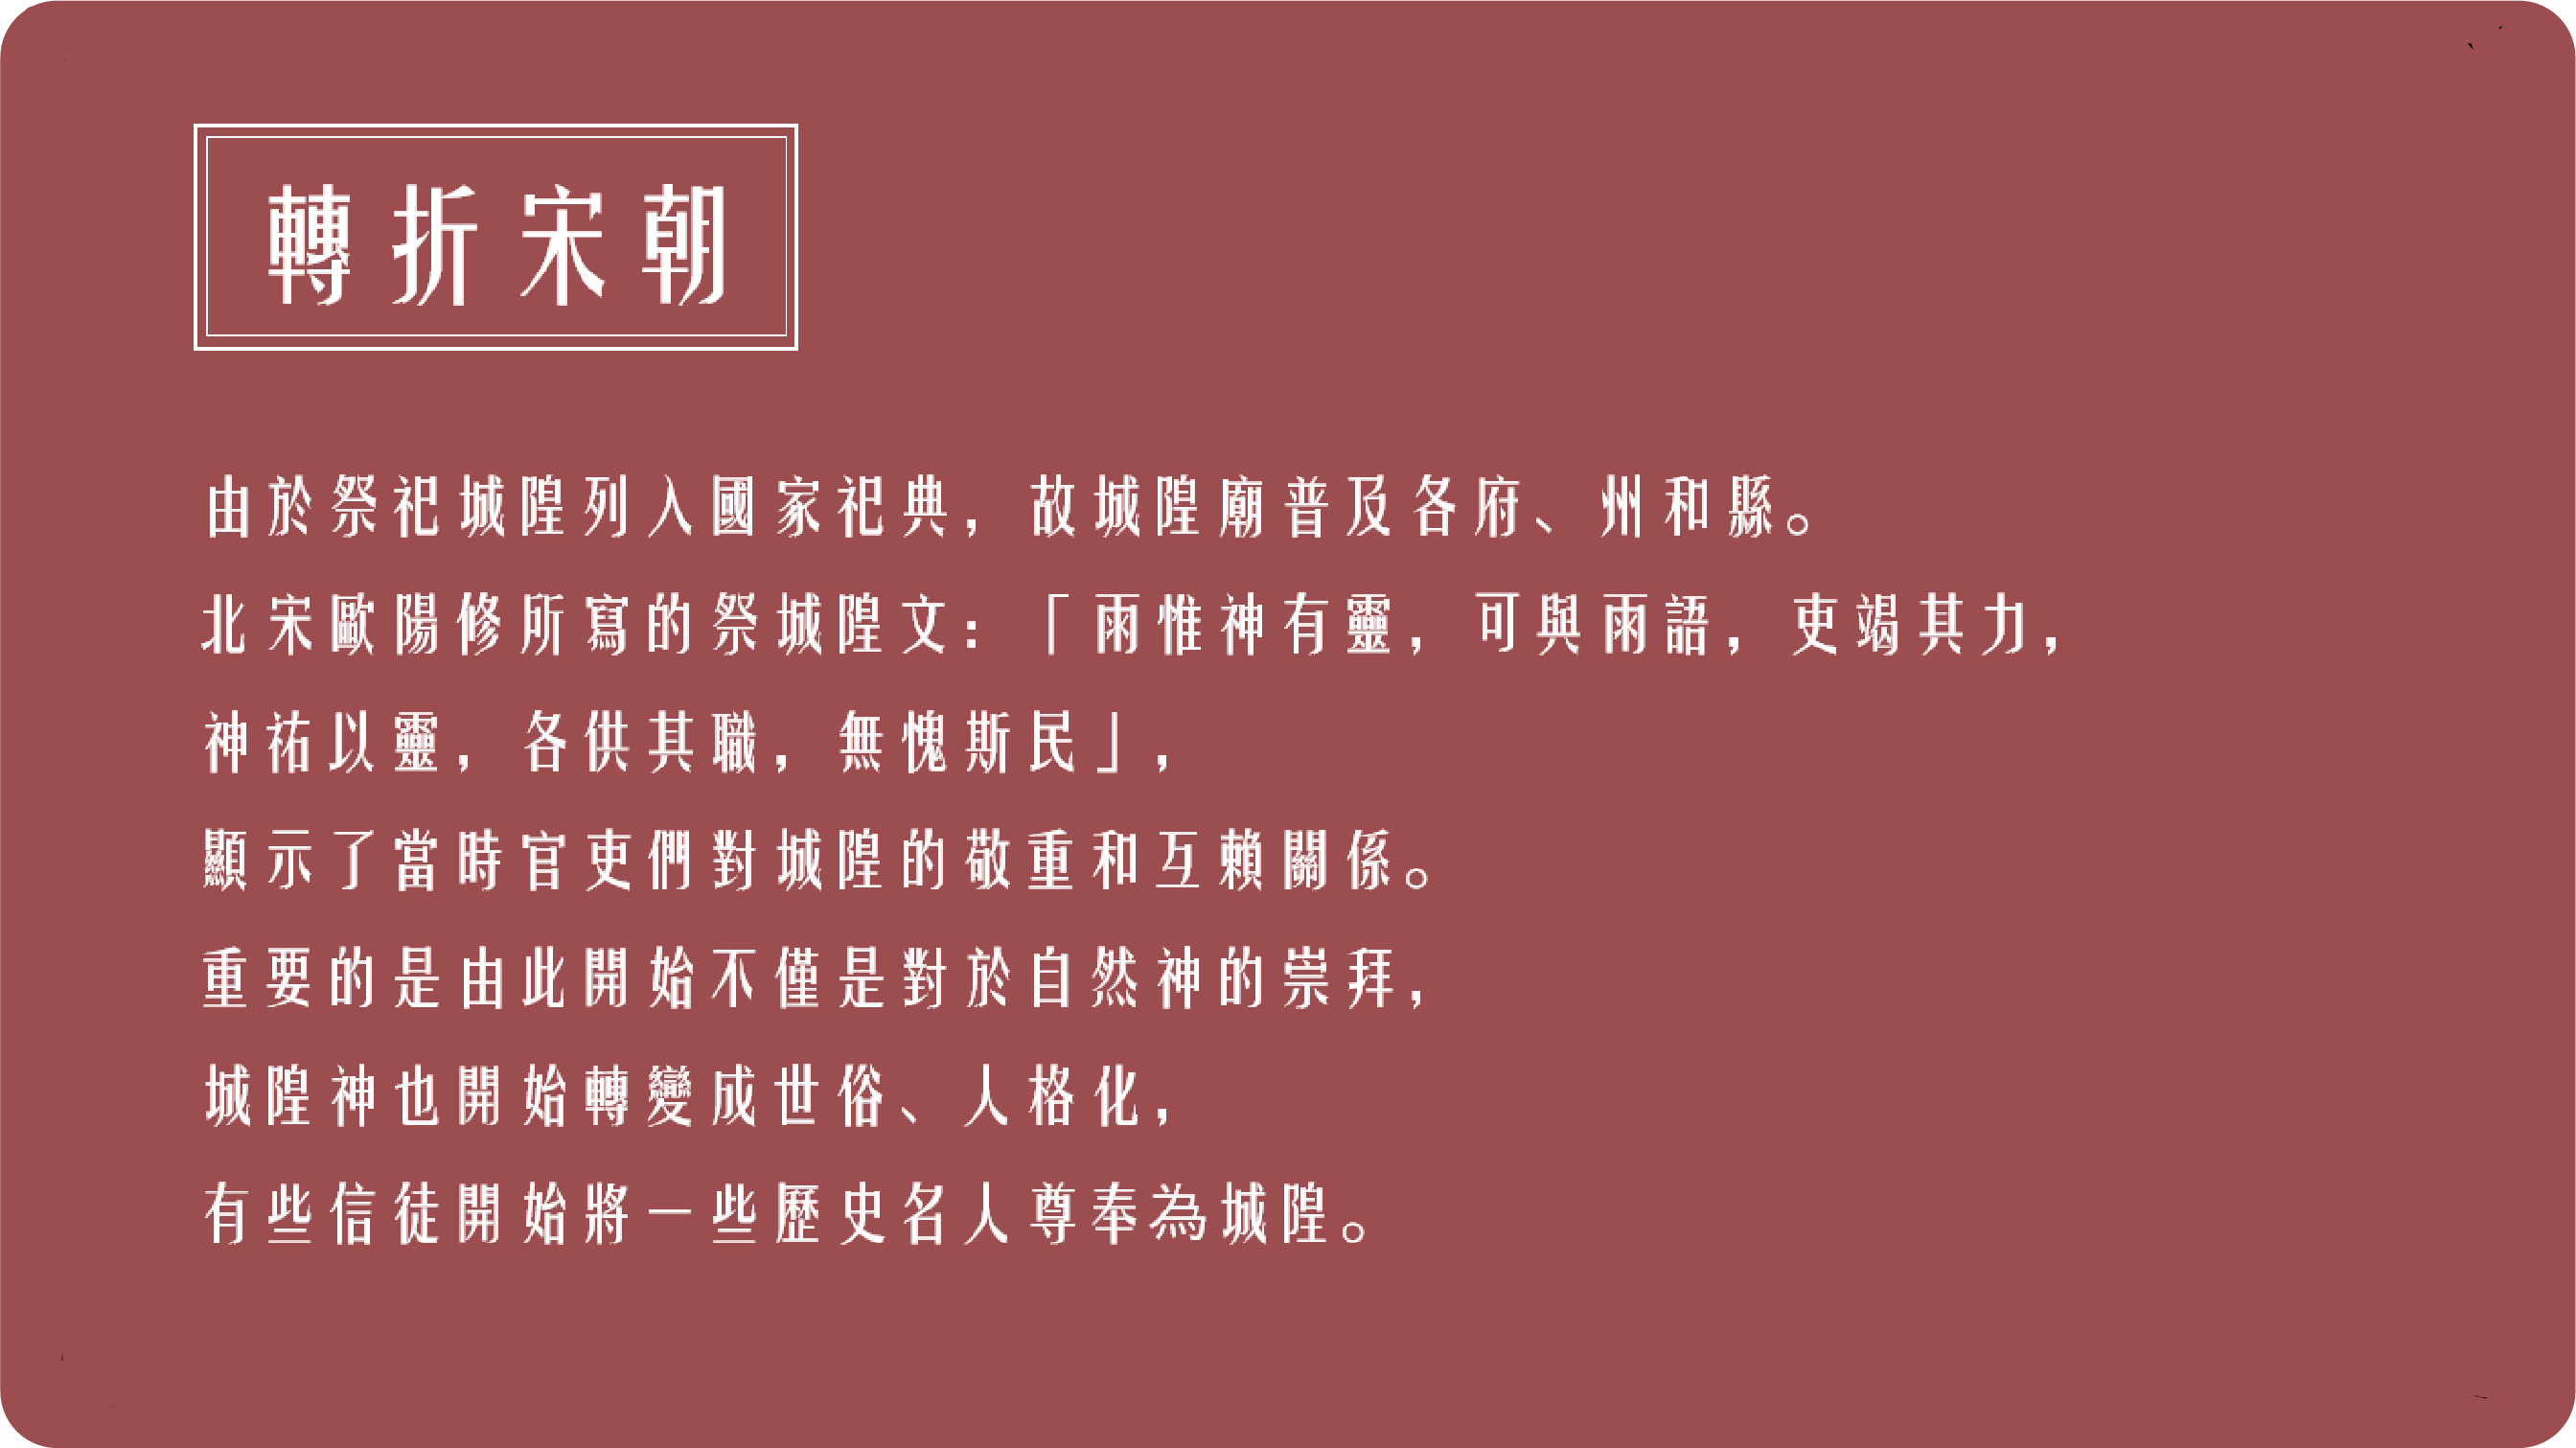 轉折宋朝
由於祭祀城隍列入國家祀典，故城隍廟普及各府、州和縣。
北宋歐陽修所寫的祭城隍文：「雨惟神有靈，可與雨語，吏竭其力，
神祐以靈，各供其職，無愧斯民」，
顯示了當時官吏們對城隍的敬重和互賴關係。
重要的是由此開始不僅是對於自然神的崇拜，
城隍神也開始轉變成世俗、人格化，
有些信徒開始將一些歷史名人尊奉為城隍。